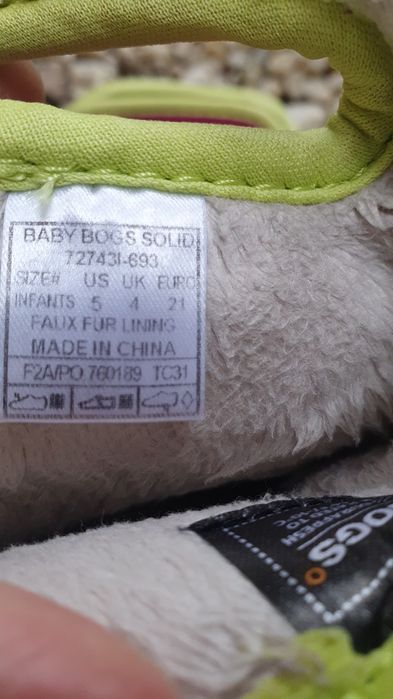 BABY BOGS SOLID
72743I-693
SIZE# US UK EURO
INFANTS 5 4 21
FAUX FUR LINING
MADE IN CHINA
F2A/PO 760189 TC31
BOGS